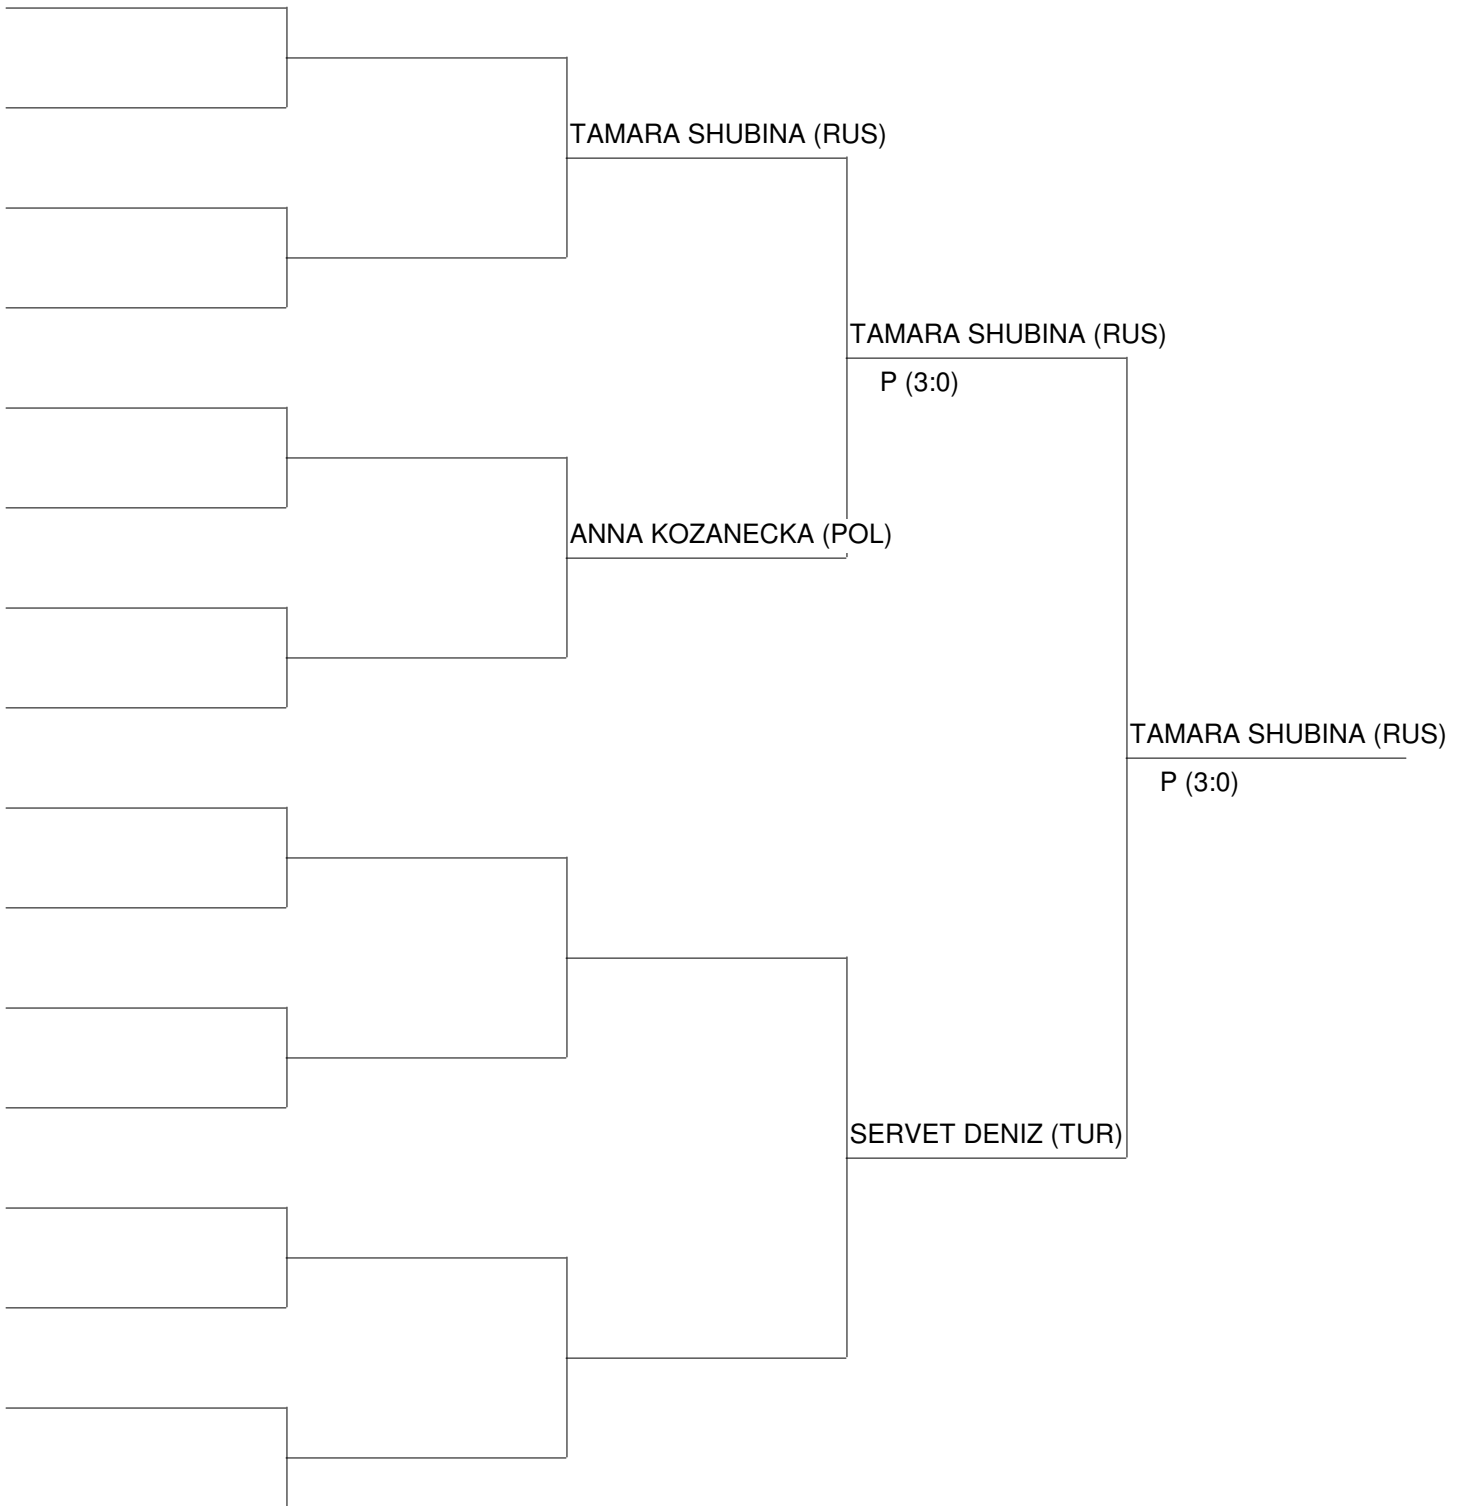 TAMARA SHUBINA (RUS)
TAMARA SHUBINA (RUS)
P (3:0)
ANNA KOZANECKA (POL)
TAMARA SHUBINA (RUS)
P (3:0)
SERVET DENIZ (TUR)